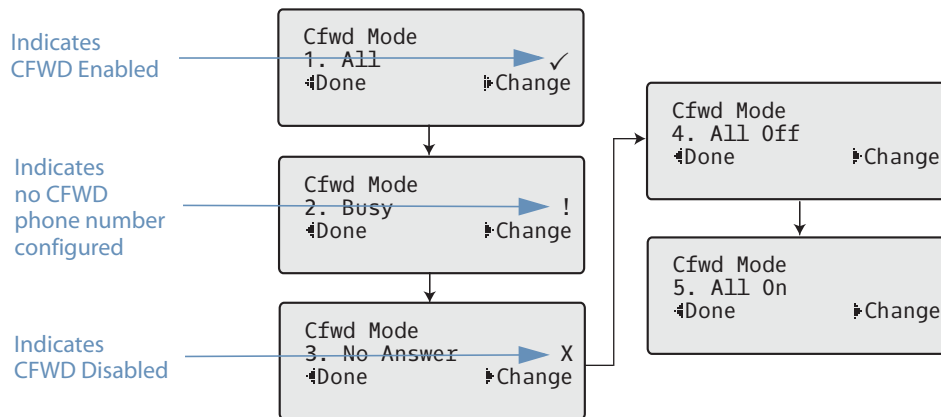 Indicates
CFWD Enabled
Cfwd Mode
1. All ✓
Done Change
Indicates
no CFWD
phone number
configured
Cfwd Mode
2. Busy !
Done Change
Indicates
CFWD Disabled
Cfwd Mode
3. No Answer X
Done Change
Cfwd Mode
4. All Off
Done Change
Cfwd Mode
5. All On
Done Change